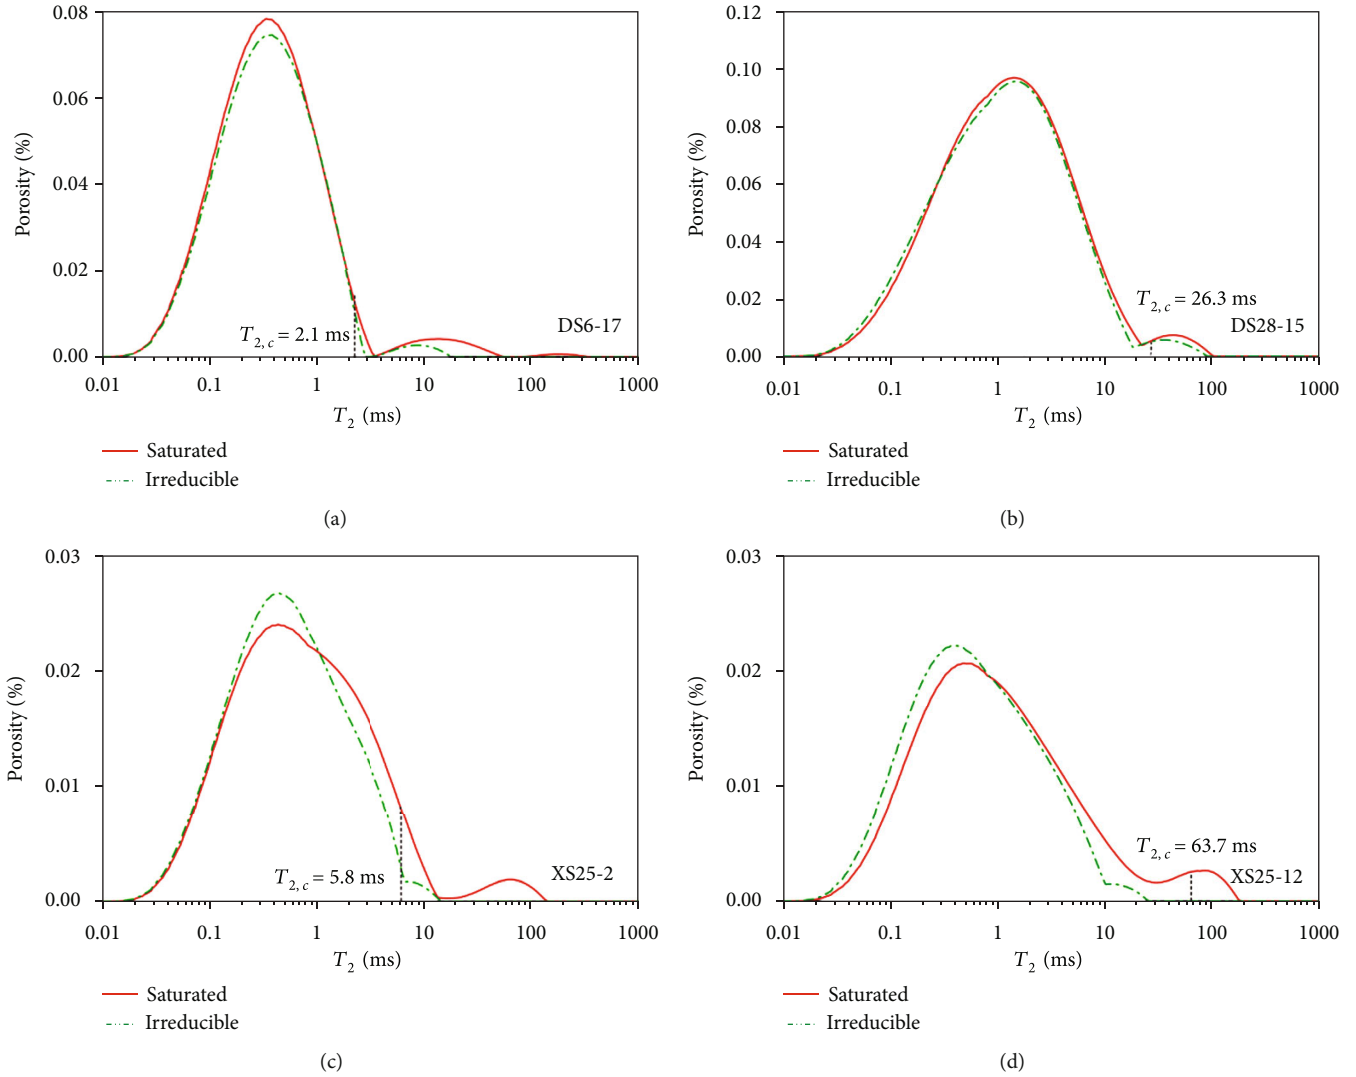 0.08
0.06
0.04
0.02
0.00
Porosity (%)
T2, c = 2.1 ms
DS6-17
0.01 0.1 1 10 100 1000
T2 (ms)
Saturated
Irreducible
(a)
0.12
0.10
0.08
0.06
0.04
0.02
0.00
Porosity (%)
T2, c = 26.3 ms
DS28-15
0.01 0.1 1 10 100 1000
T2 (ms)
Saturated
Irreducible
(b)
0.03
0.02
0.01
0.00
Porosity (%)
T2, c = 5.8 ms
XS25-2
0.01 0.1 1 10 100 1000
T2 (ms)
Saturated
Irreducible
(c)
0.03
0.02
0.01
0.00
Porosity (%)
T2, c = 63.7 ms
XS25-12
0.01 0.1 1 10 100 1000
T2 (ms)
Saturated
Irreducible
(d)